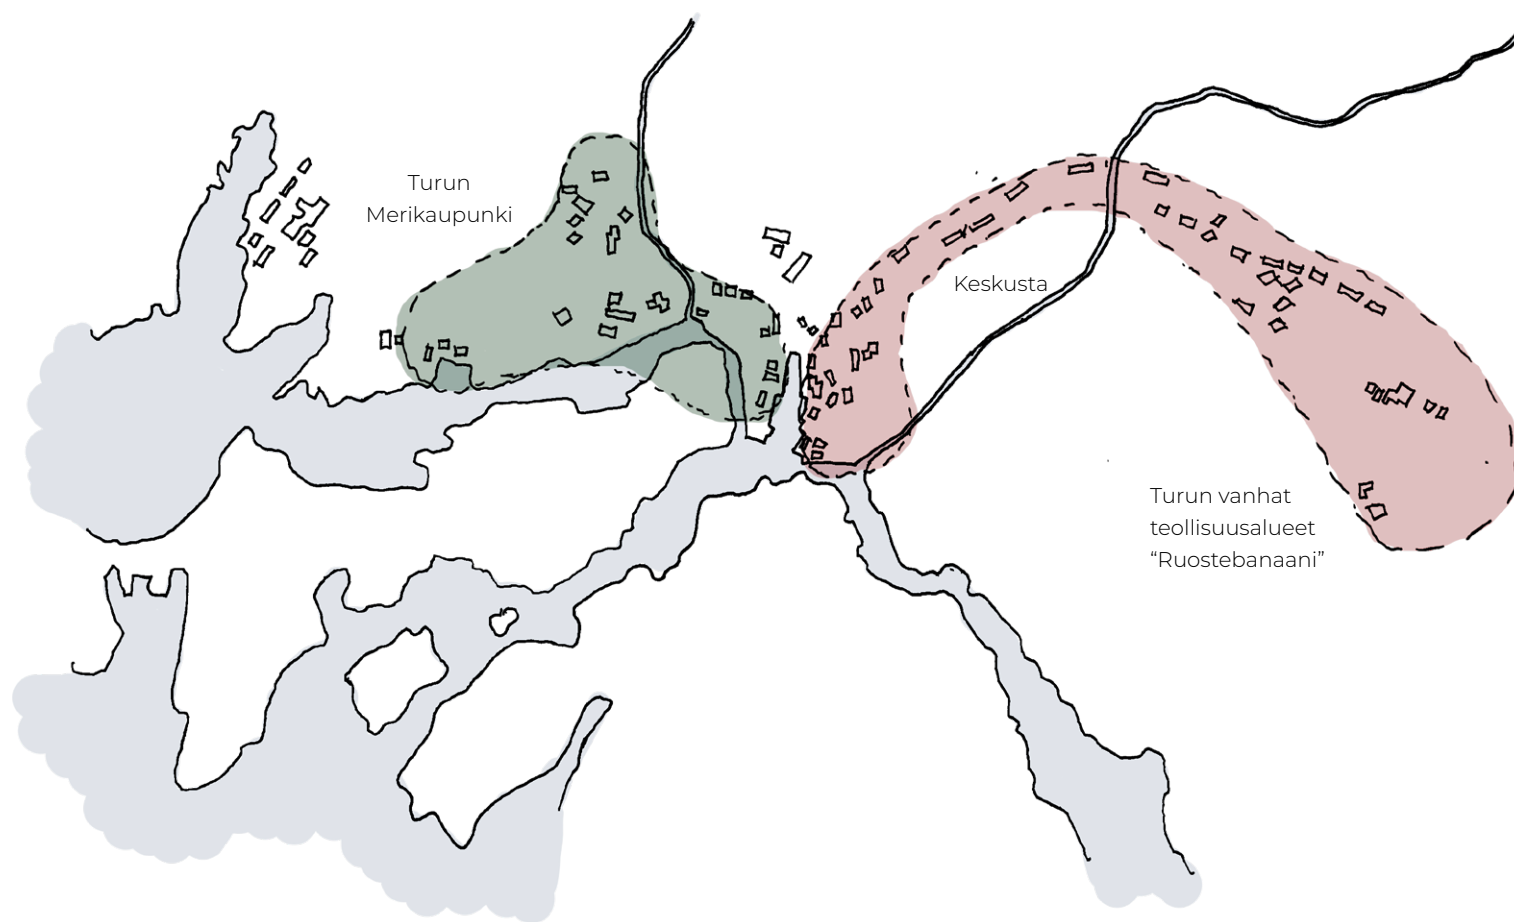 Turun
Merikaupunki
Keskusta
Turun vanhat
teollisuusalueet
“Ruostebanaani”